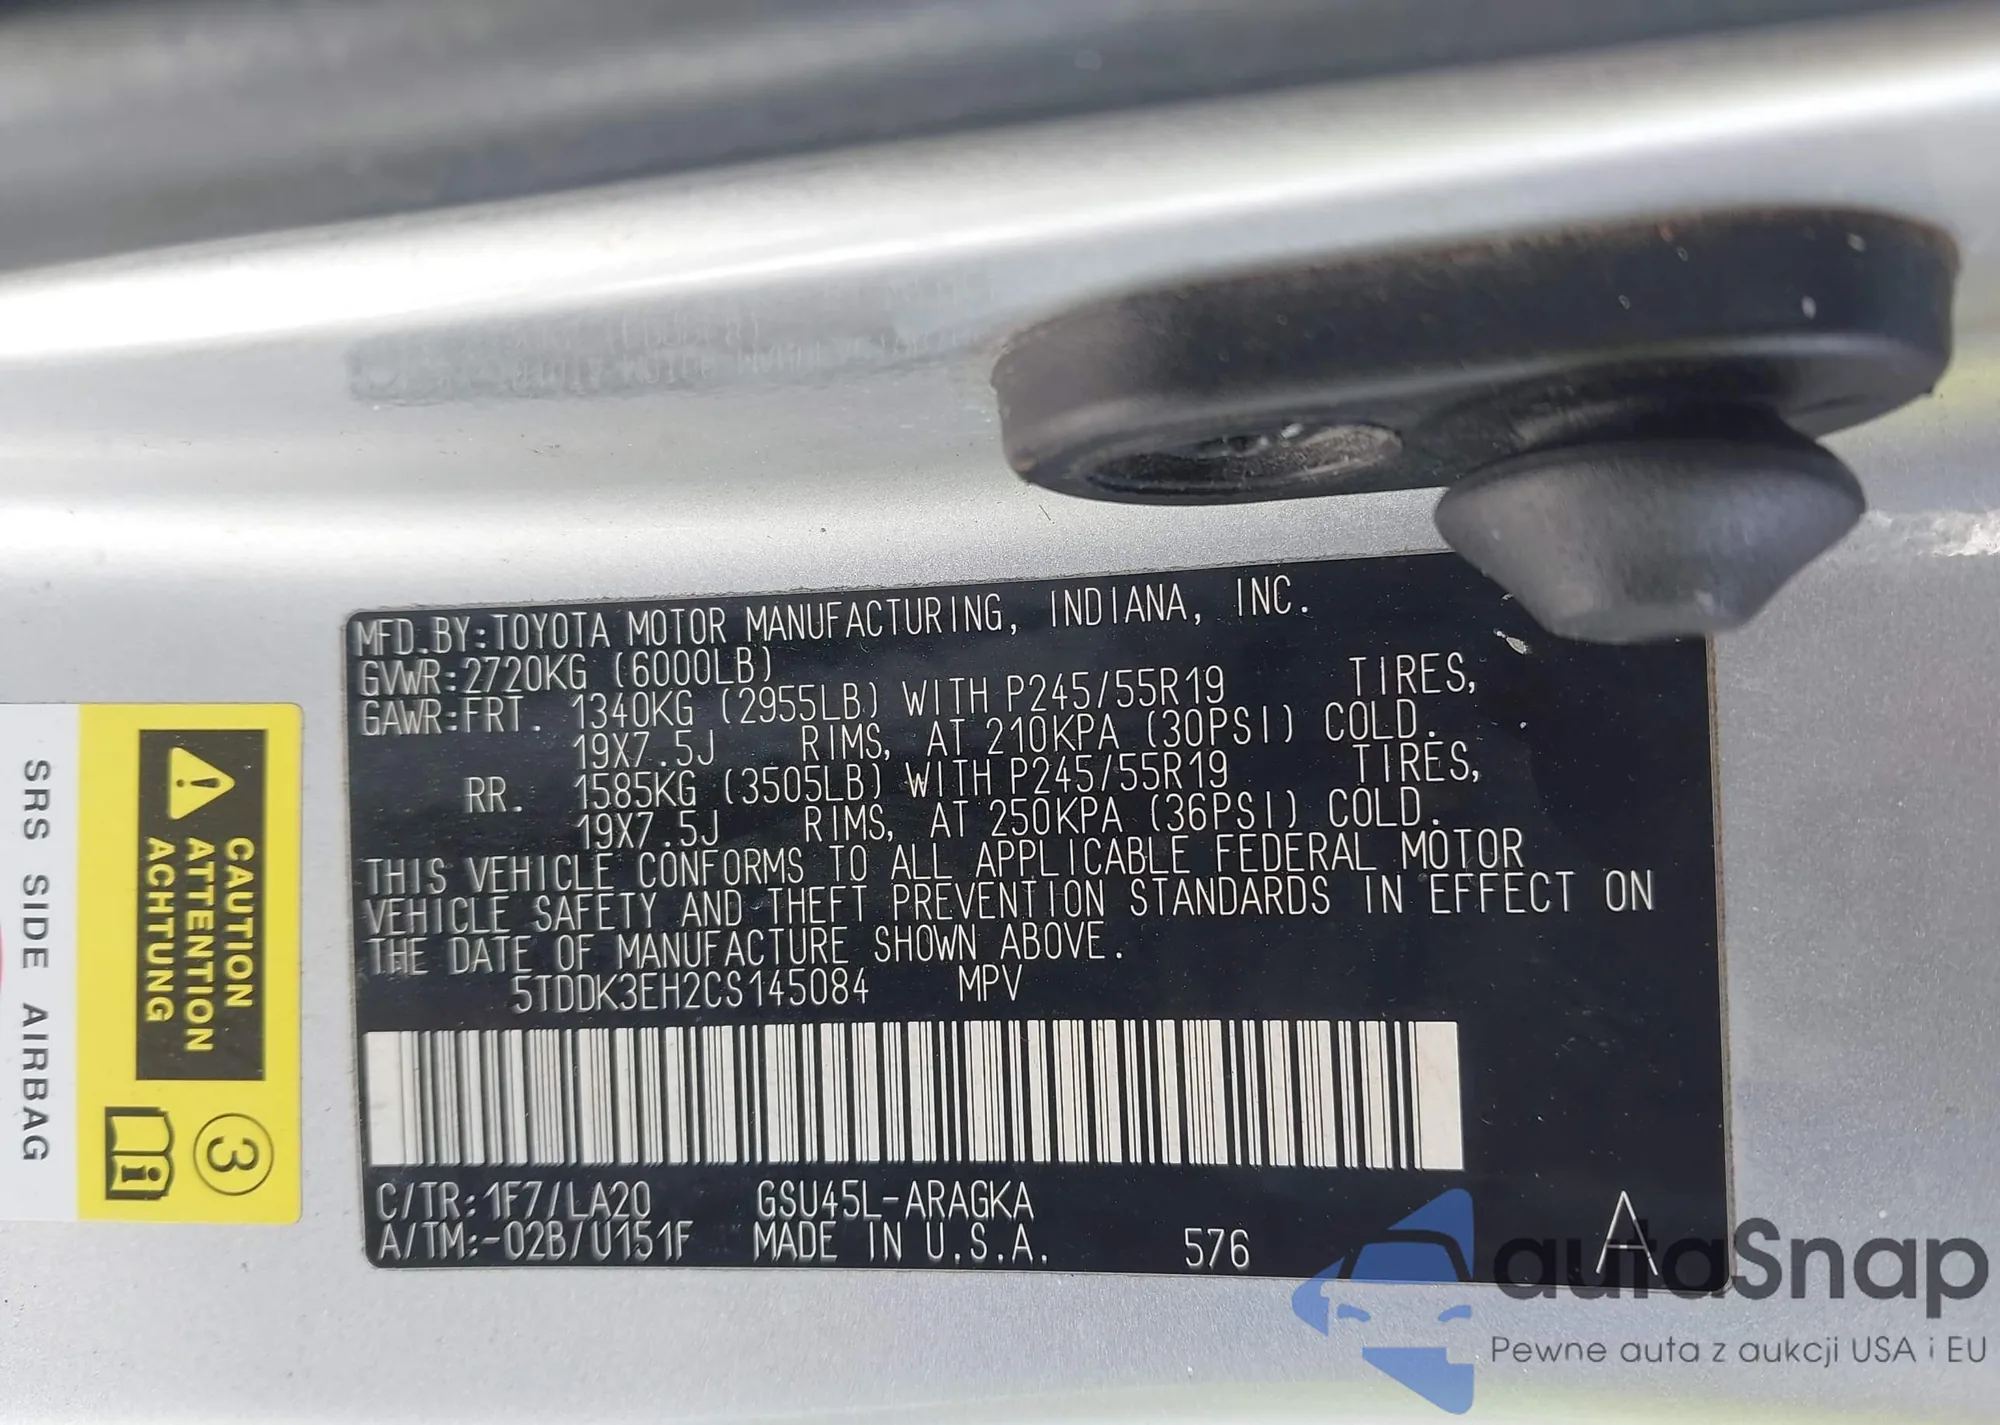 MFD.BY:TOYOTA MOTOR MANUFACTURING, INDIANA, INC.
GVWR:2720KG (6000LB)
GAWR:FRT. 1340KG (2955LB) WITH P245/55R19 TIRES,
19X7.5J RIMS, AT 210KPA (30PSI) COLD.
RR. 1585KG (3505LB) WITH P245/55R19 TIRES,
19X7.5J RIMS, AT 250KPA (36PSI) COLD.
THIS VEHICLE CONFORMS TO ALL APPLICABLE FEDERAL MOTOR
VEHICLE SAFETY AND THEFT PREVENTION STANDARDS IN EFFECT ON
THE DATE OF MANUFACTURE SHOWN ABOVE.
5TDDK3EH2CS145084 MPV
C/TR:1F7/LA20 GSU45L-ARAGKA
A/TM:-02B/U151F MADE IN U.S.A. 576 A
CAUTION
ATTENTION
ACHTUNG
3
SRS SIDE AIRBAG
autaSnap
Pewne auta z aukcji USA i EU